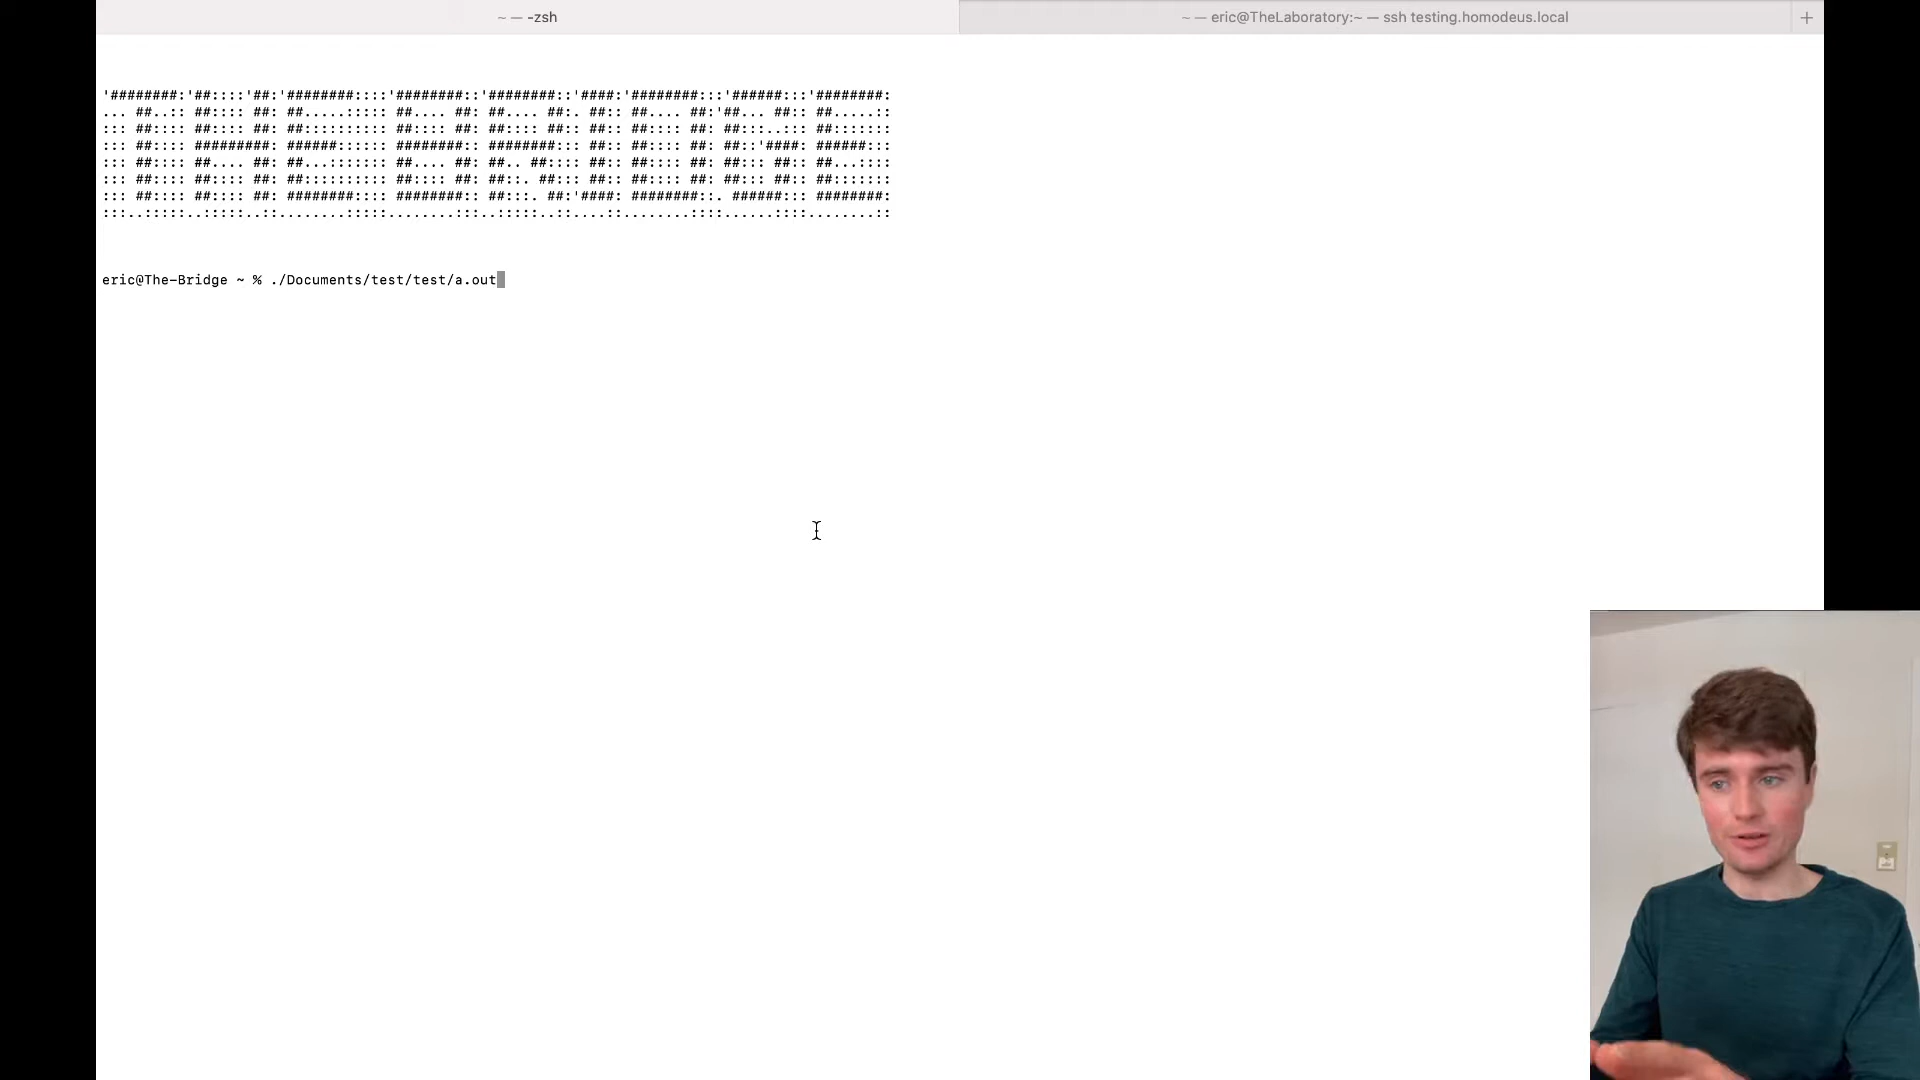 ~ — -zsh
~ — eric@TheLaboratory:~ — ssh testing.homodeus.local
+
'########:'##::::'##:'########::::'########::'########::'####:'########:::'######:::'########:
... ##..:: ##:::: ##: ##.....::::: ##.... ##: ##.... ##:. ##:: ##.... ##:'##... ##:: ##.....::
::: ##:::: ##:::: ##: ##:::::::::: ##:::: ##: ##:::: ##:: ##:: ##:::: ##: ##:::..::: ##:::::::
::: ##:::: #########: ######:::::: ########:: ########::: ##:: ##:::: ##: ##::'####: ######:::
::: ##:::: ##.... ##: ##...::::::: ##.... ##: ##.. ##:::: ##:: ##:::: ##: ##::: ##:: ##...::::
::: ##:::: ##:::: ##: ##:::::::::: ##:::: ##: ##::. ##::: ##:: ##:::: ##: ##::: ##:: ##:::::::
::: ##:::: ##:::: ##: ########:::: ########:: ##:::. ##:'####: ########::. ######::: ########:
:::..:::::..:::::..::........:::::........:::..:::::..::....::........::::......::::........::
eric@The-Bridge ~ % ./Documents/test/test/a.out